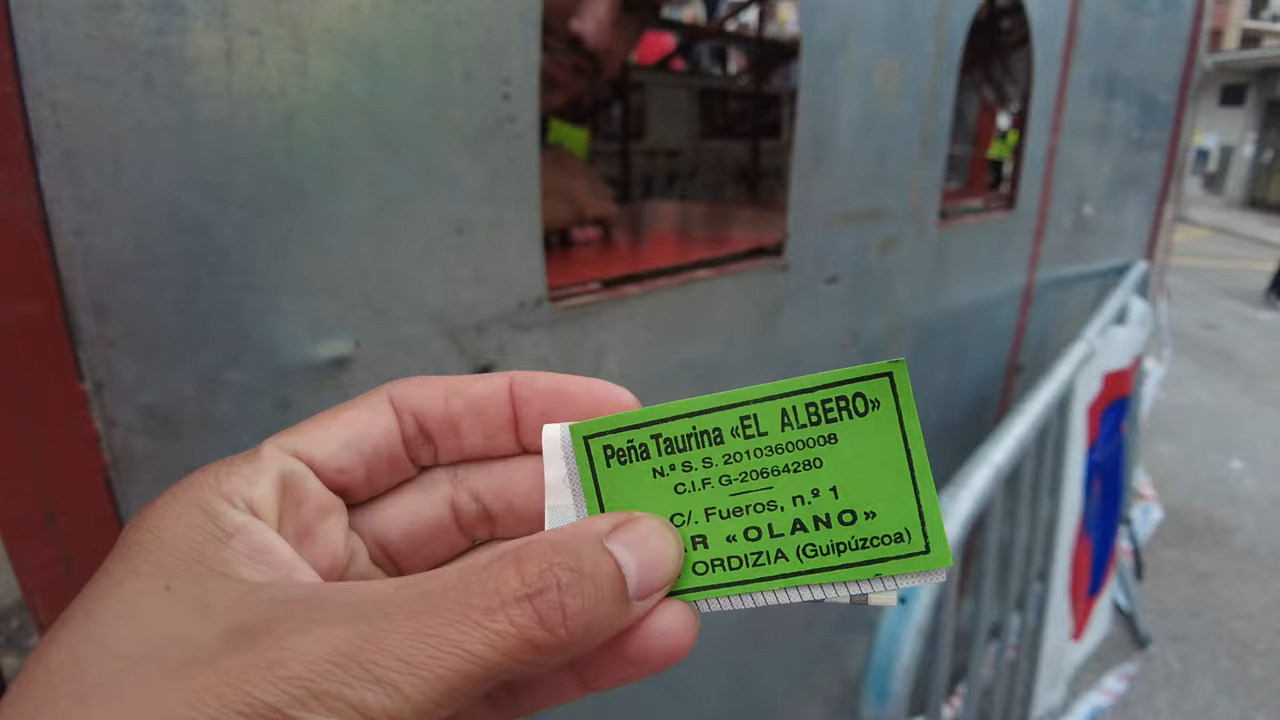 Peña Taurina «EL ALBERO»
N.º S. S. 20103600008
C.I.F. G-20664280
C/. Fueros, n.º 1
«OLANO»
ORDIZIA (Guipúzcoa)